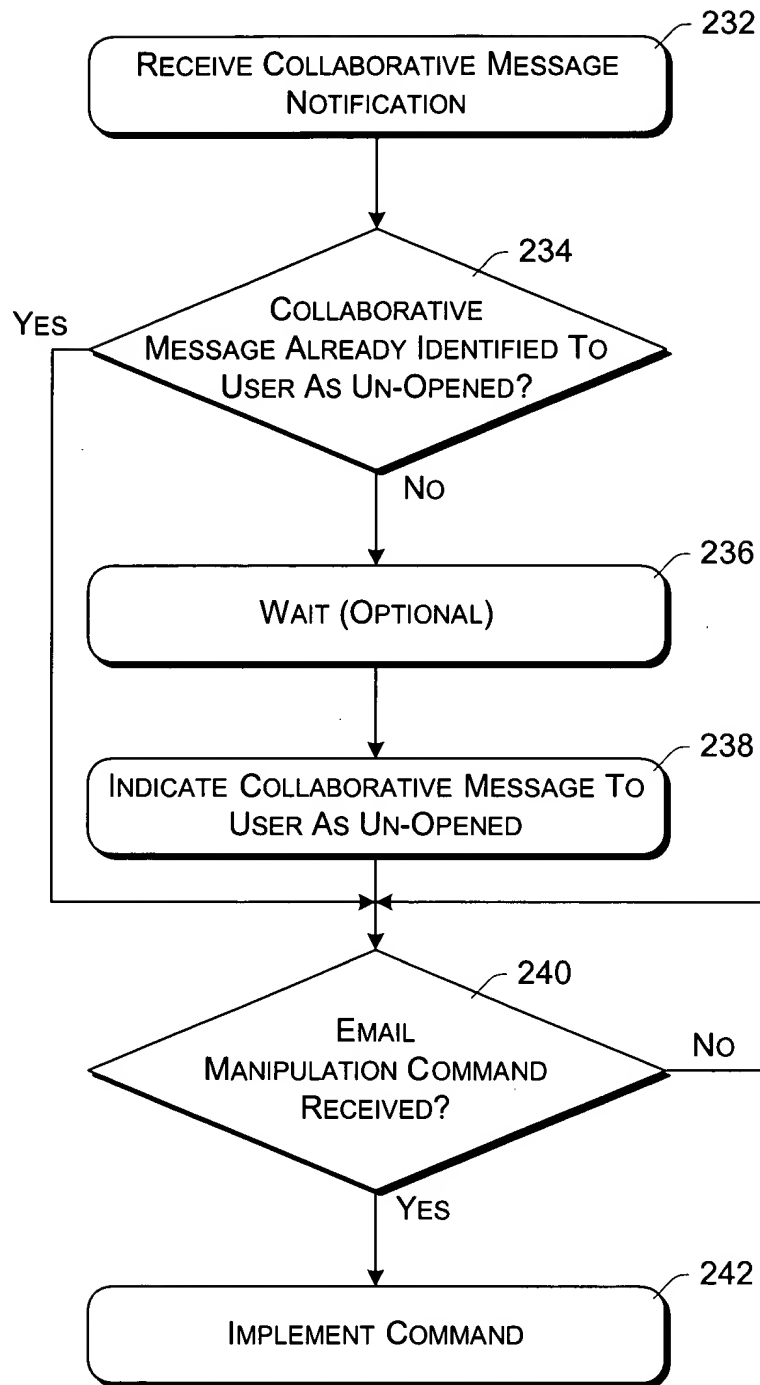 232
RECEIVE COLLABORATIVE MESSAGE
NOTIFICATION
234
YES
COLLABORATIVE
MESSAGE ALREADY IDENTIFIED TO
USER AS UN-OPENED?
NO
236
WAIT (OPTIONAL)
238
INDICATE COLLABORATIVE MESSAGE TO
USER AS UN-OPENED
240
EMAIL
MANIPULATION COMMAND
RECEIVED?
NO
YES
242
IMPLEMENT COMMAND